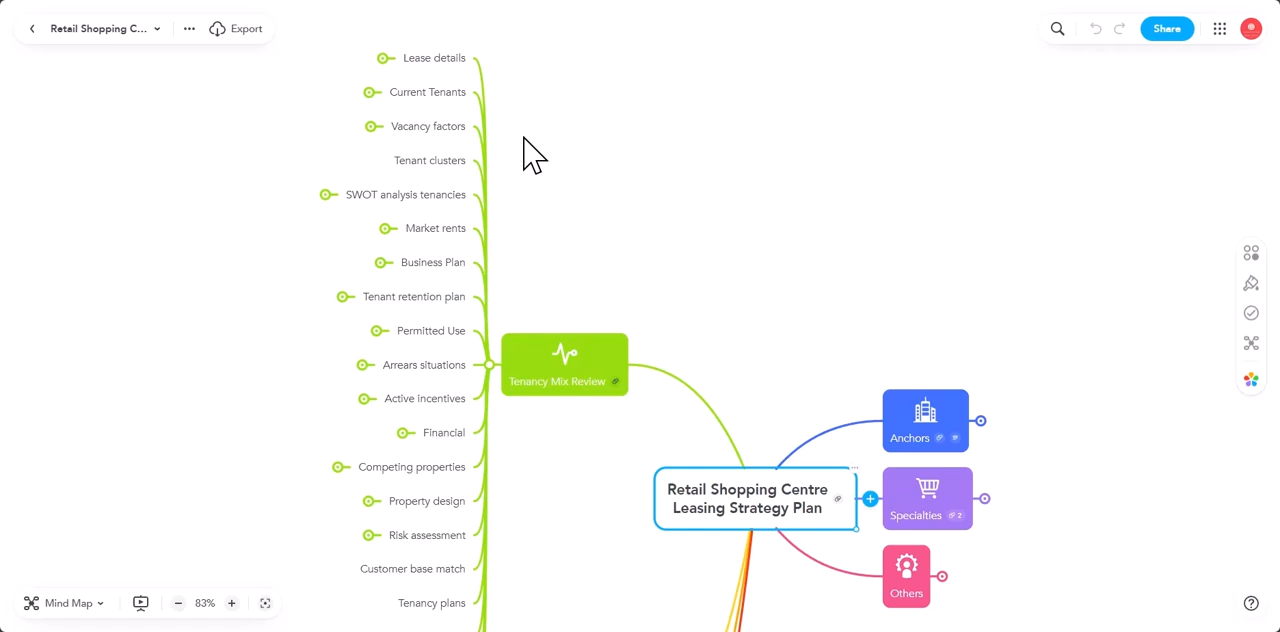 Retail Shopping C...
Export
Share
Lease details
Current Tenants
Vacancy factors
Tenant clusters
SWOT analysis tenancies
Market rents
Business Plan
Tenant retention plan
Permitted Use
Arrears situations
Active incentives
Financial
Competing properties
Property design
Risk assessment
Customer base match
Tenancy plans
Tenancy Mix Review
Retail Shopping Centre
Leasing Strategy Plan
Anchors
Specialties 2
Others
Mind Map
83%